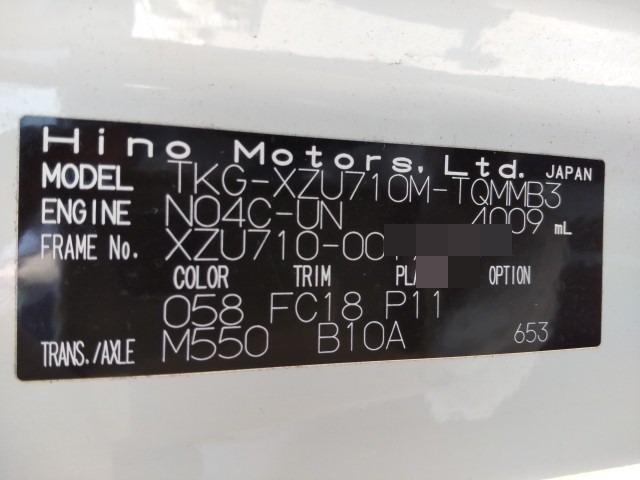 Hino Motors, Ltd. JAPAN
MODEL TKG-XZU710M-TQMMB3
ENGINE N04C-UN 4009 mL
FRAME No. XZU710-00
COLOR TRIM OPTION
058 FC18 P11
TRANS./AXLE M550 B10A 653